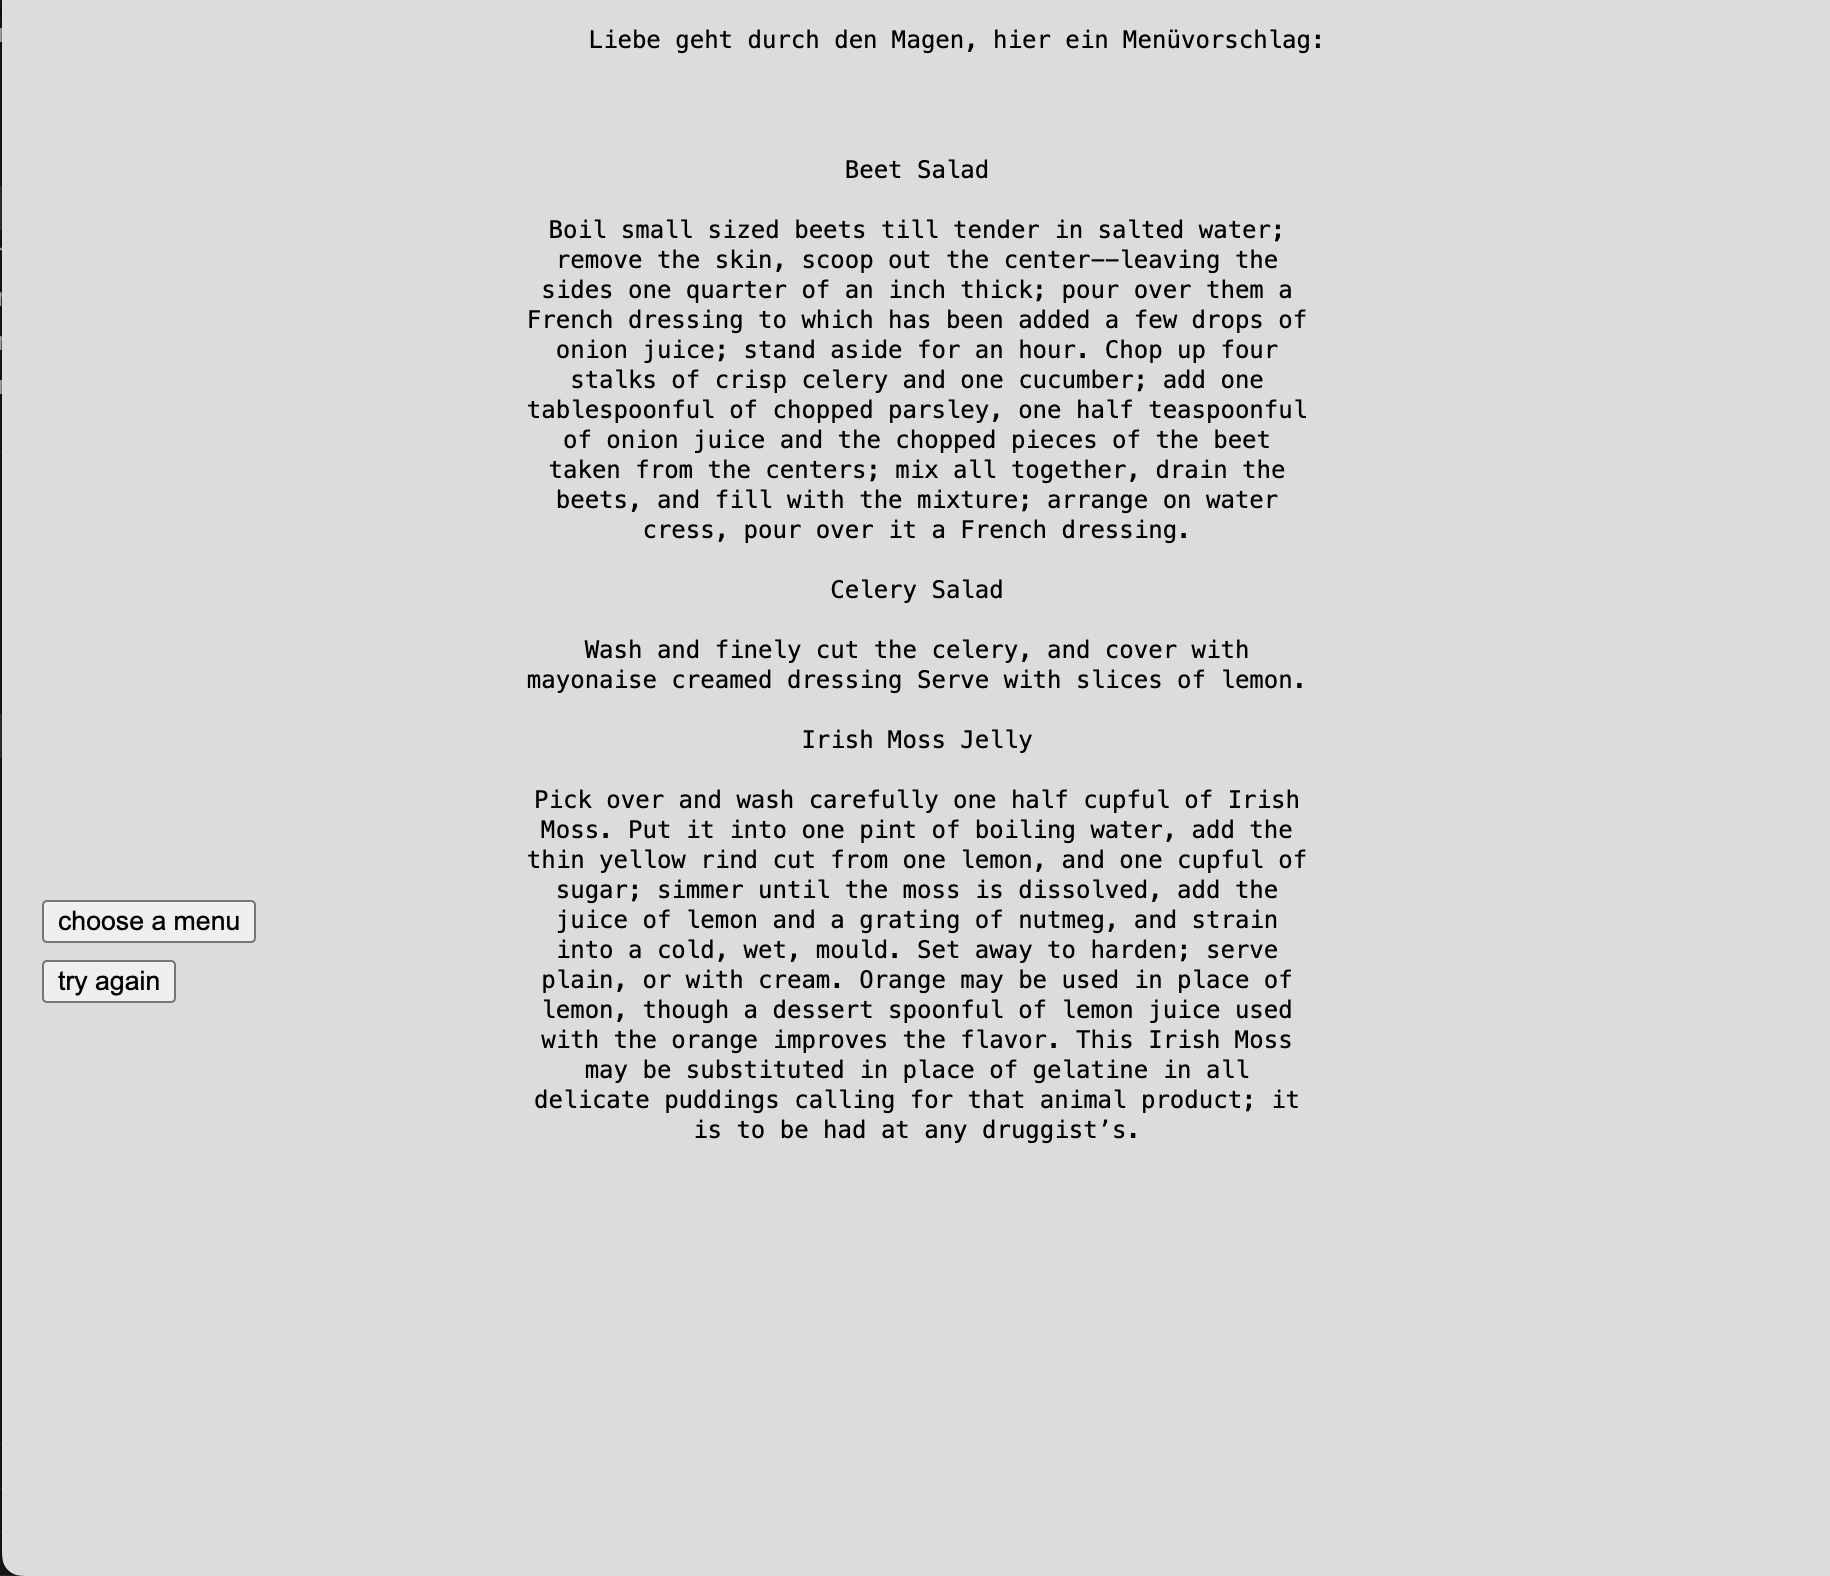 Liebe geht durch den Magen, hier ein Menüvorschlag:
Beet Salad
Boil small sized beets till tender in salted water;
remove the skin, scoop out the center--leaving the
sides one quarter of an inch thick; pour over them a
French dressing to which has been added a few drops of
onion juice; stand aside for an hour. Chop up four
stalks of crisp celery and one cucumber; add one
tablespoonful of chopped parsley, one half teaspoonful
of onion juice and the chopped pieces of the beet
taken from the centers; mix all together, drain the
beets, and fill with the mixture; arrange on water
cress, pour over it a French dressing.
Celery Salad
Wash and finely cut the celery, and cover with
mayonaise creamed dressing Serve with slices of lemon.
Irish Moss Jelly
Pick over and wash carefully one half cupful of Irish
Moss. Put it into one pint of boiling water, add the
thin yellow rind cut from one lemon, and one cupful of
sugar; simmer until the moss is dissolved, add the
juice of lemon and a grating of nutmeg, and strain
into a cold, wet, mould. Set away to harden; serve
plain, or with cream. Orange may be used in place of
lemon, though a dessert spoonful of lemon juice used
with the orange improves the flavor. This Irish Moss
may be substituted in place of gelatine in all
delicate puddings calling for that animal product; it
is to be had at any druggist’s.
choose a menu
try again